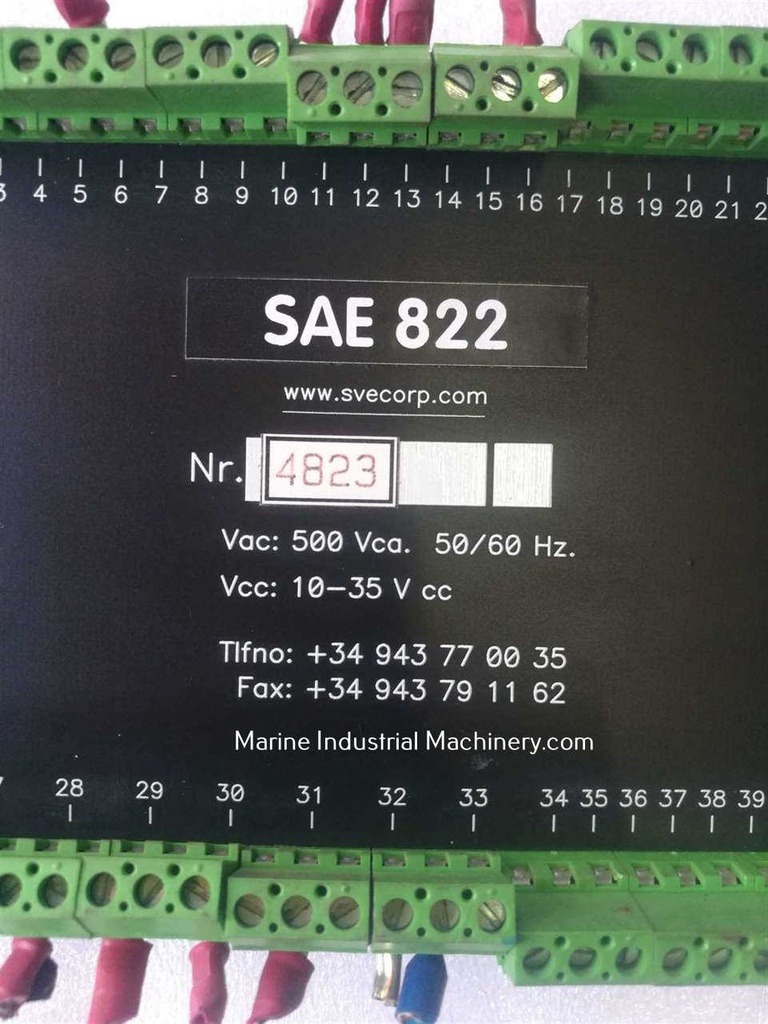 3 4 5 6 7 8 9 10 11 12 13 14 15 16 17 18 19 20 21 2
SAE 822
www.svecorp.com
Nr. 4823
Vac: 500 Vca. 50/60 Hz.
Vcc: 10-35 V cc
Tlfno: +34 943 77 00 35
Fax: +34 943 79 11 62
Marine Industrial Machinery.com
28 29 30 31 32 33 34 35 36 37 38 39